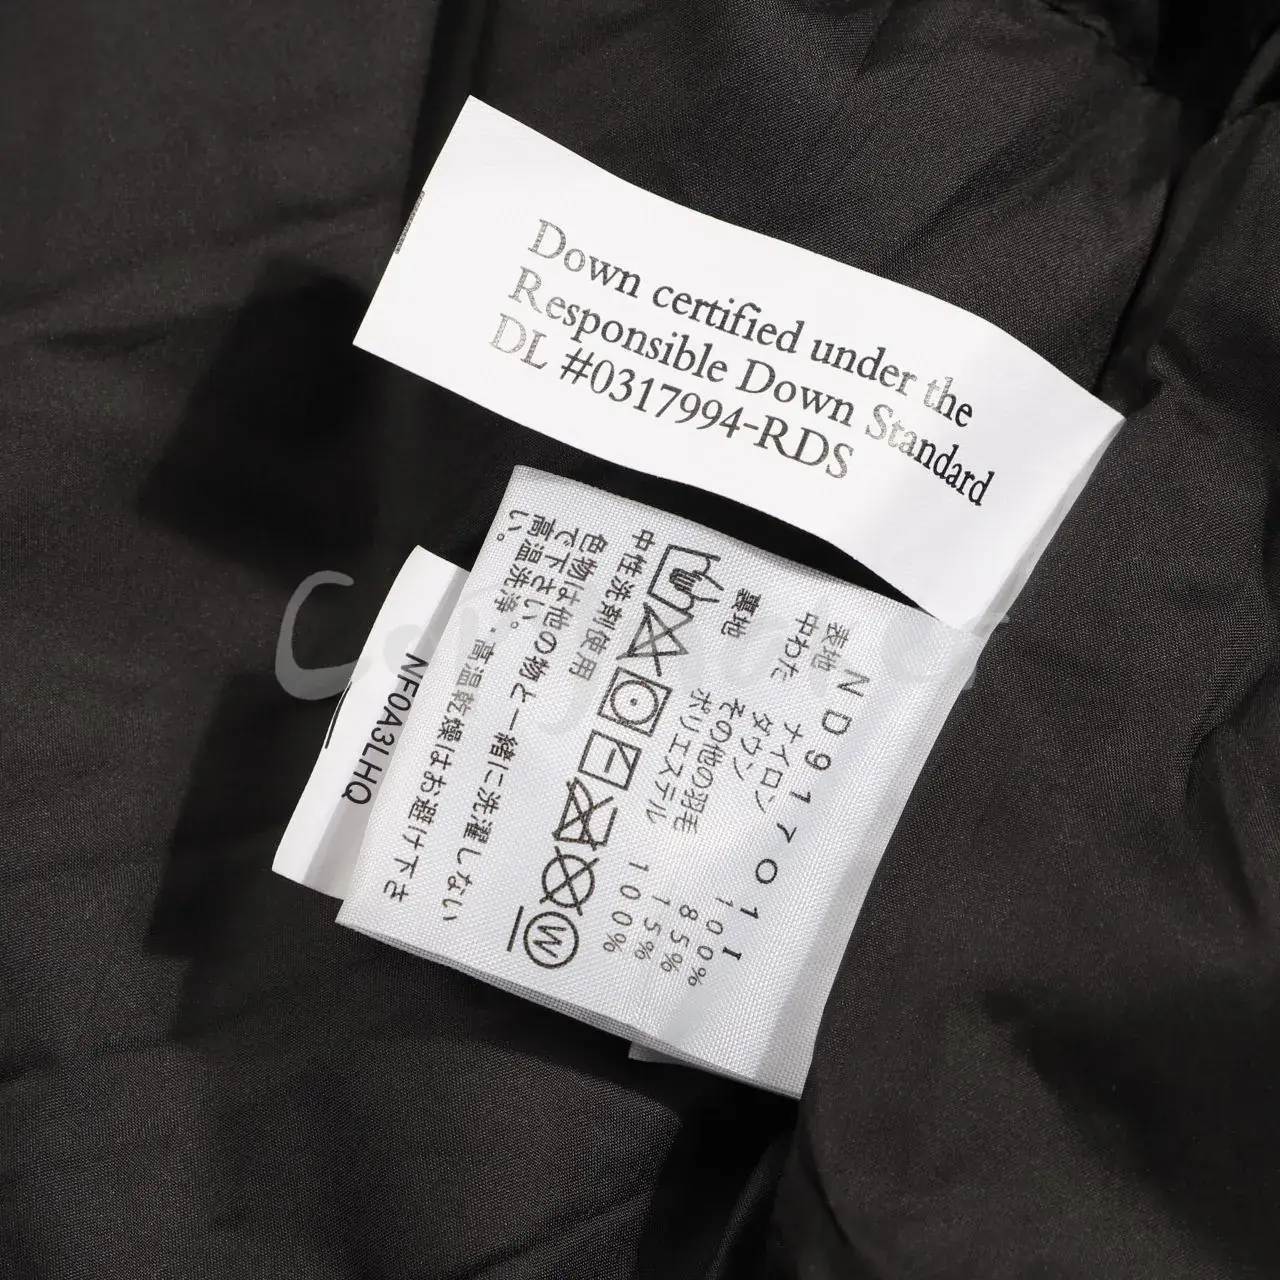 Down certified under the
Responsible Down Standard
DL #0317994-RDS
ND91701I
表地 ナイロン 100%
中わた ダウン 85%
その他の羽毛 15%
裏地 ポリエステル 100%
W
中性洗剤使用
色物は他の物と一緒に洗濯しない
で下さい。
高温洗浄・高温乾燥はお避け下さ
い。
NF0A3LHQ